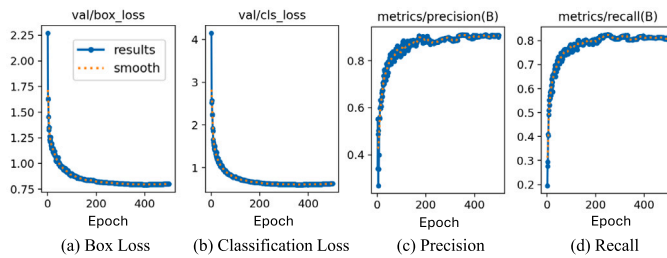 val/box_loss
val/cls_loss
metrics/precision(B)
metrics/recall(B)
2.25
2.00
1.75
1.50
1.25
1.00
0.75
results
smooth
0
200
400
Epoch
4
3
2
1
0
200
400
Epoch
0.8
0.6
0.4
0
200
400
Epoch
0.8
0.7
0.6
0.5
0.4
0.3
0.2
0
200
400
Epoch
(a) Box Loss
(b) Classification Loss
(c) Precision
(d) Recall